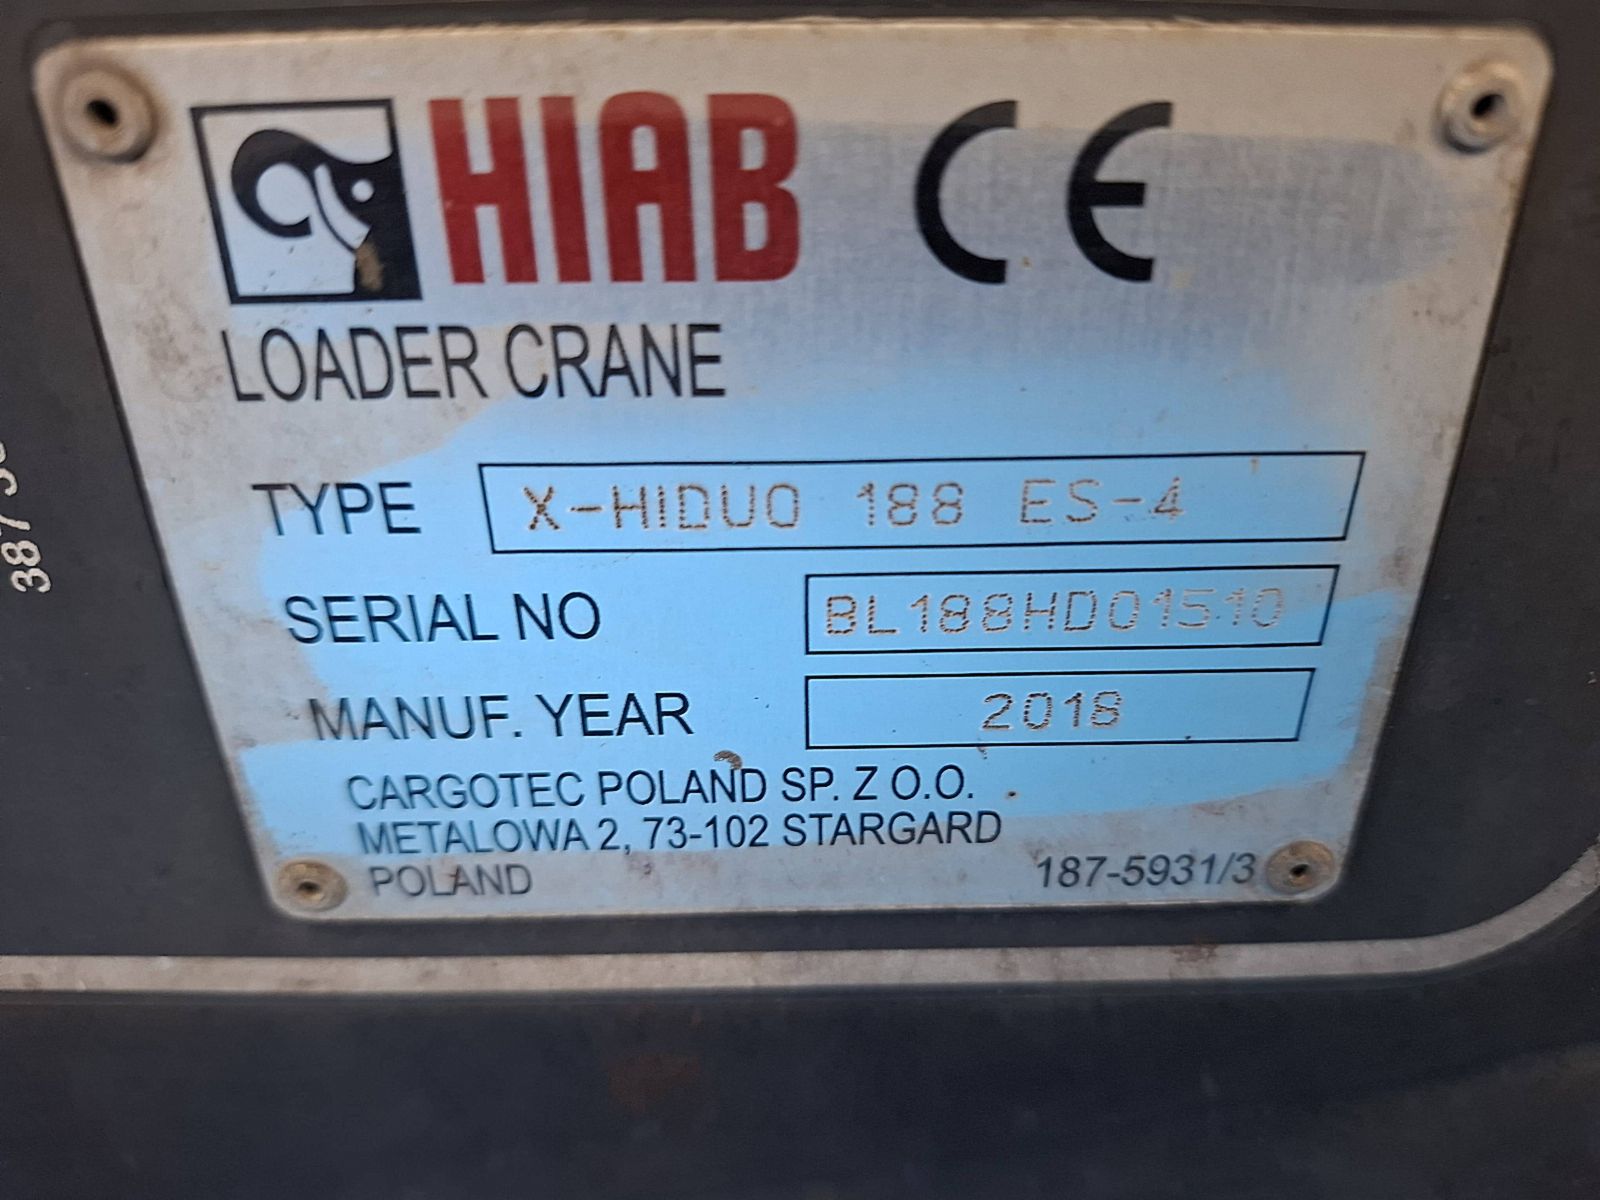 HIAB CE
LOADER CRANE
TYPE X-HIDUO 188 ES-4
SERIAL NO BL188HD01510
MANUF. YEAR 2018
CARGOTEC POLAND SP. Z O.O.
METALOWA 2, 73-102 STARGARD
POLAND 187-5931/3